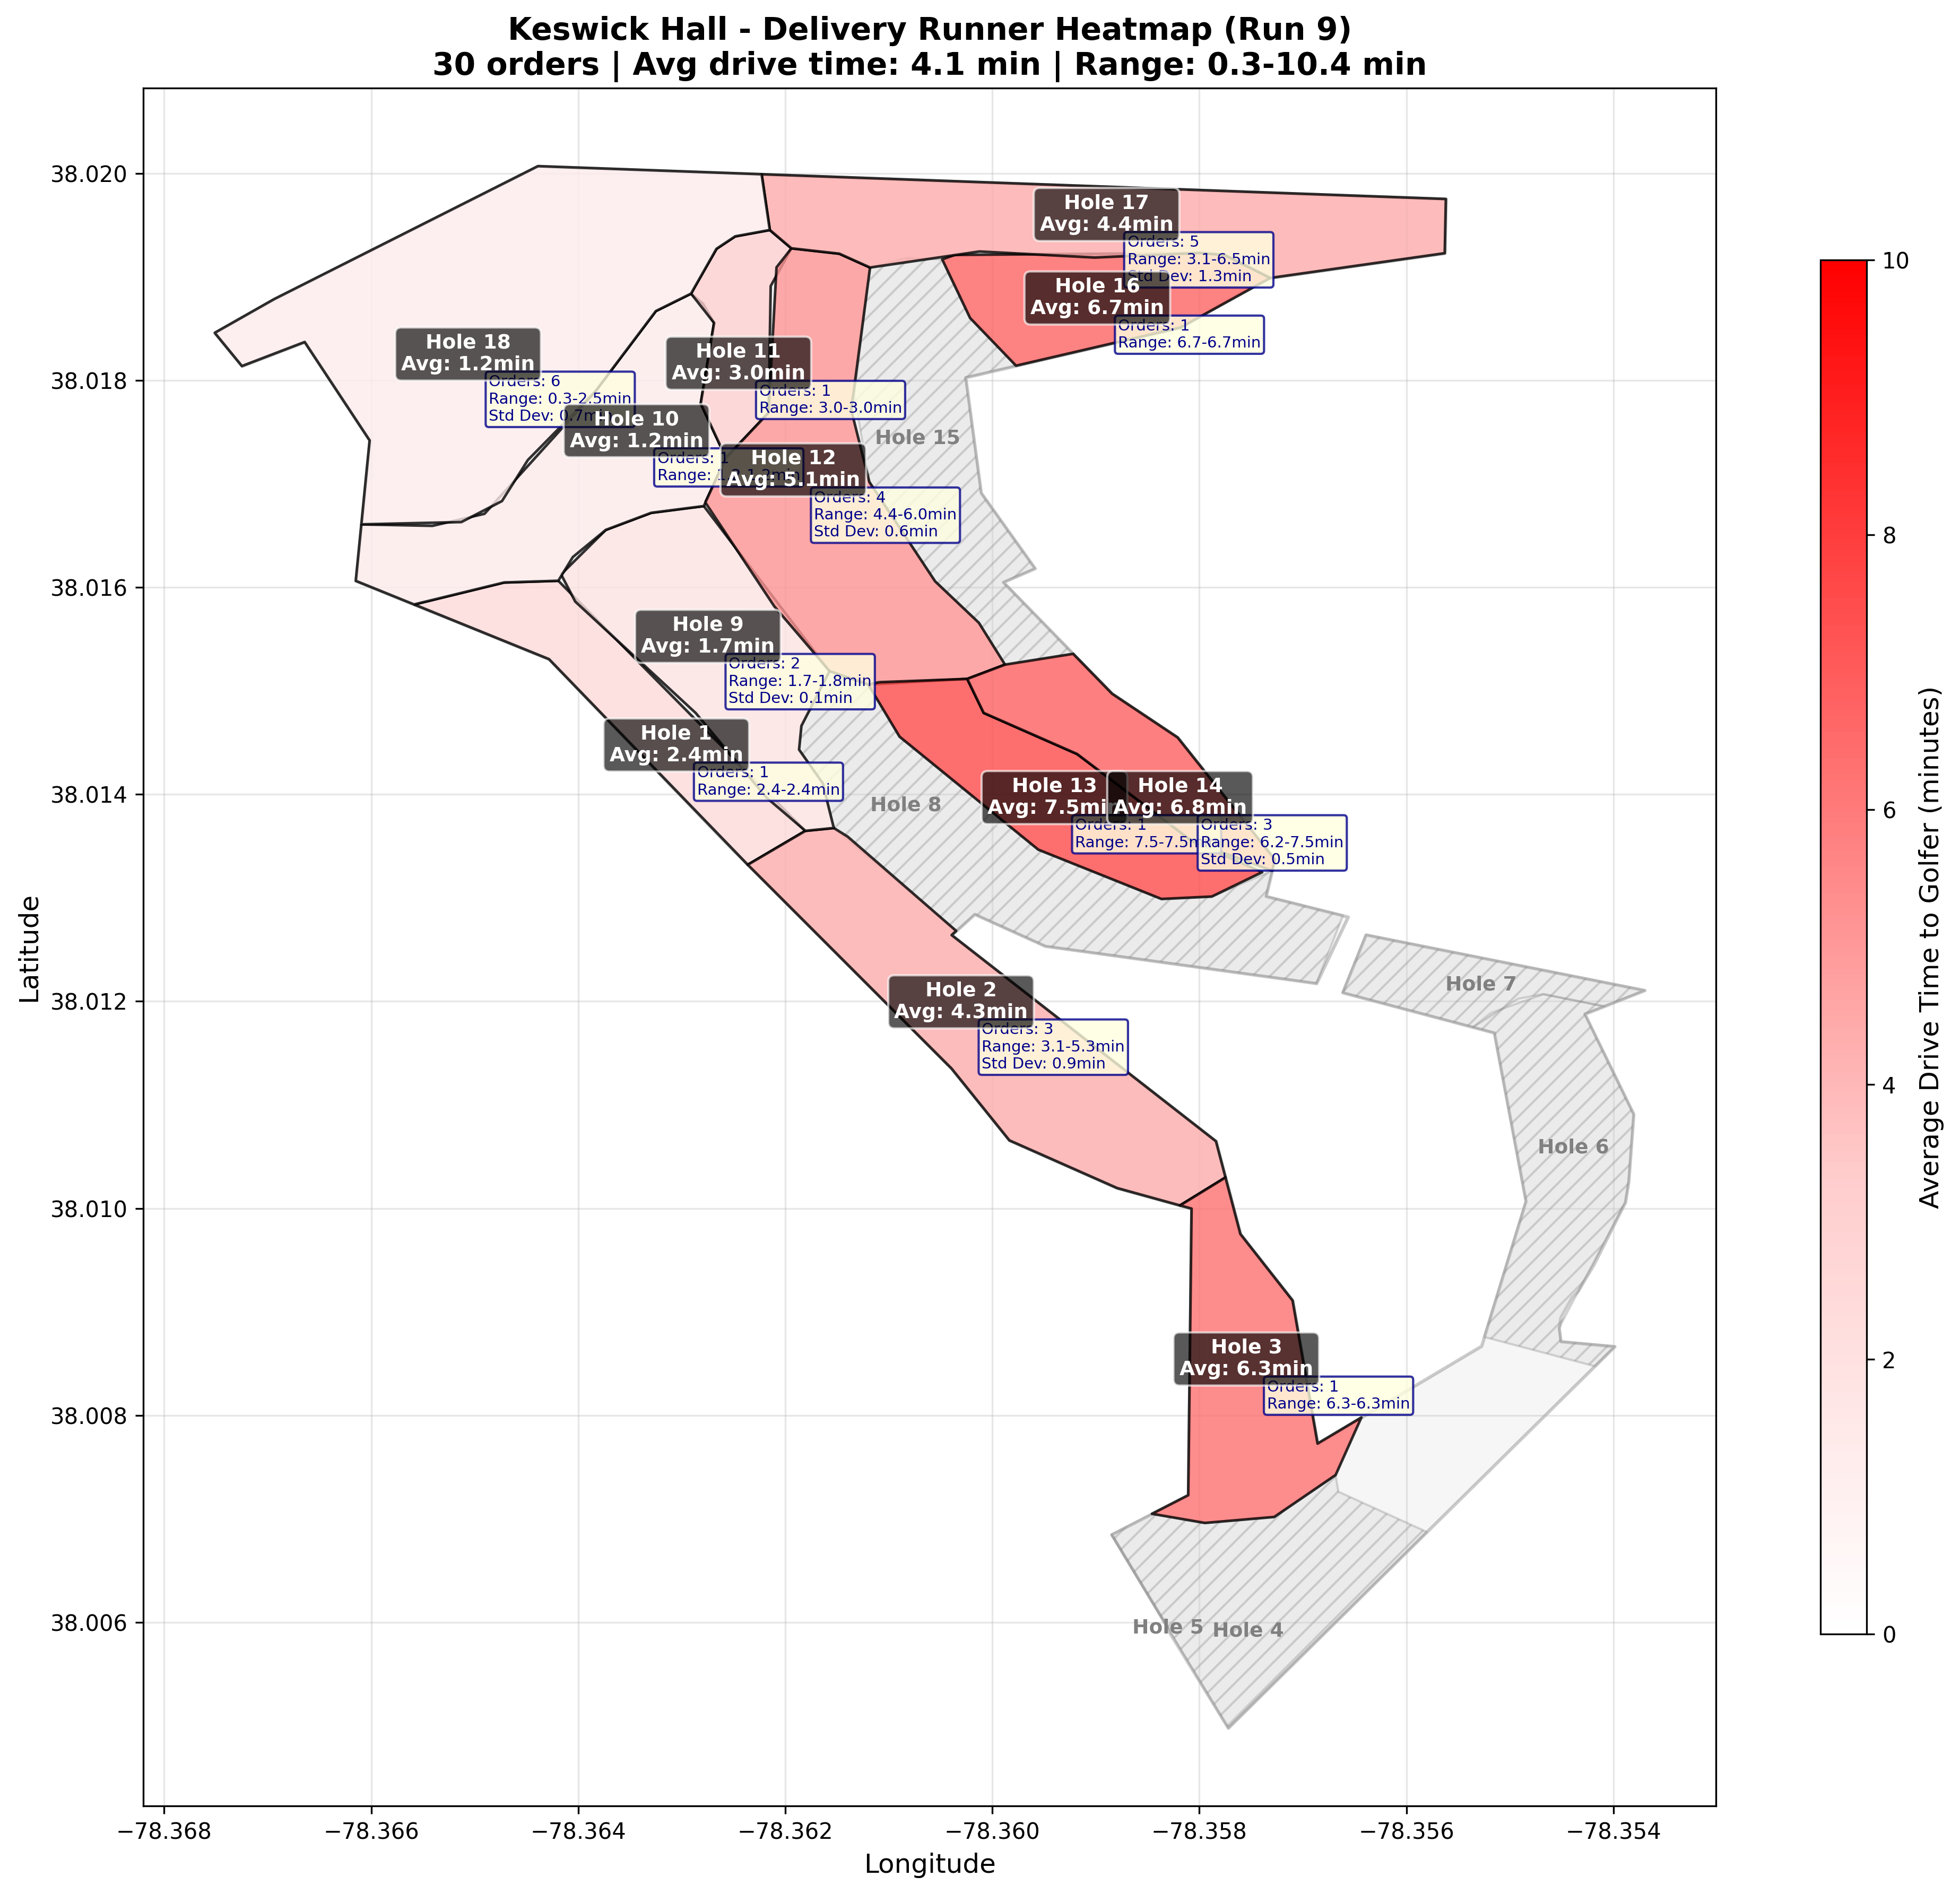 Keswick Hall - Delivery Runner Heatmap (Run 9)
30 orders | Avg drive time: 4.1 min | Range: 0.3-10.4 min
Hole 17
Avg: 4.4min
Orders: 5
Range: 3.1-6.5min
Std Dev: 1.3min
Hole 16
Avg: 6.7min
Orders: 1
Range: 6.7-6.7min
Hole 18
Avg: 1.2min
Orders: 6
Range: 0.3-2.5min
Std Dev: 0.7min
Hole 11
Avg: 3.0min
Orders: 1
Range: 3.0-3.0min
Hole 10
Avg: 1.2min
Orders: 1
Range:
Hole 15
Hole 12
Avg: 5.1min
Orders: 4
Range: 4.4-6.0min
Std Dev: 0.6min
Hole 9
Avg: 1.7min
Orders: 2
Range: 1.7-1.8min
Std Dev: 0.1min
Hole 1
Avg: 2.4min
Orders: 1
Range: 2.4-2.4min
Hole 8
Hole 13
Avg: 7.5min
Orders: 1
Range: 7.5-7.5m
Hole 14
Avg: 6.8min
Orders: 3
Range: 6.2-7.5min
Std Dev: 0.5min
Hole 7
Hole 2
Avg: 4.3min
Orders: 3
Range: 3.1-5.3min
Std Dev: 0.9min
Hole 6
Hole 3
Avg: 6.3min
Orders: 1
Range: 6.3-6.3min
Hole 5
Hole 4
38.020
38.018
38.016
38.014
38.012
38.010
38.008
38.006
Latitude
−78.368
−78.366
−78.364
−78.362
−78.360
−78.358
−78.356
−78.354
Longitude
10
8
6
4
2
0
Average Drive Time to Golfer (minutes)